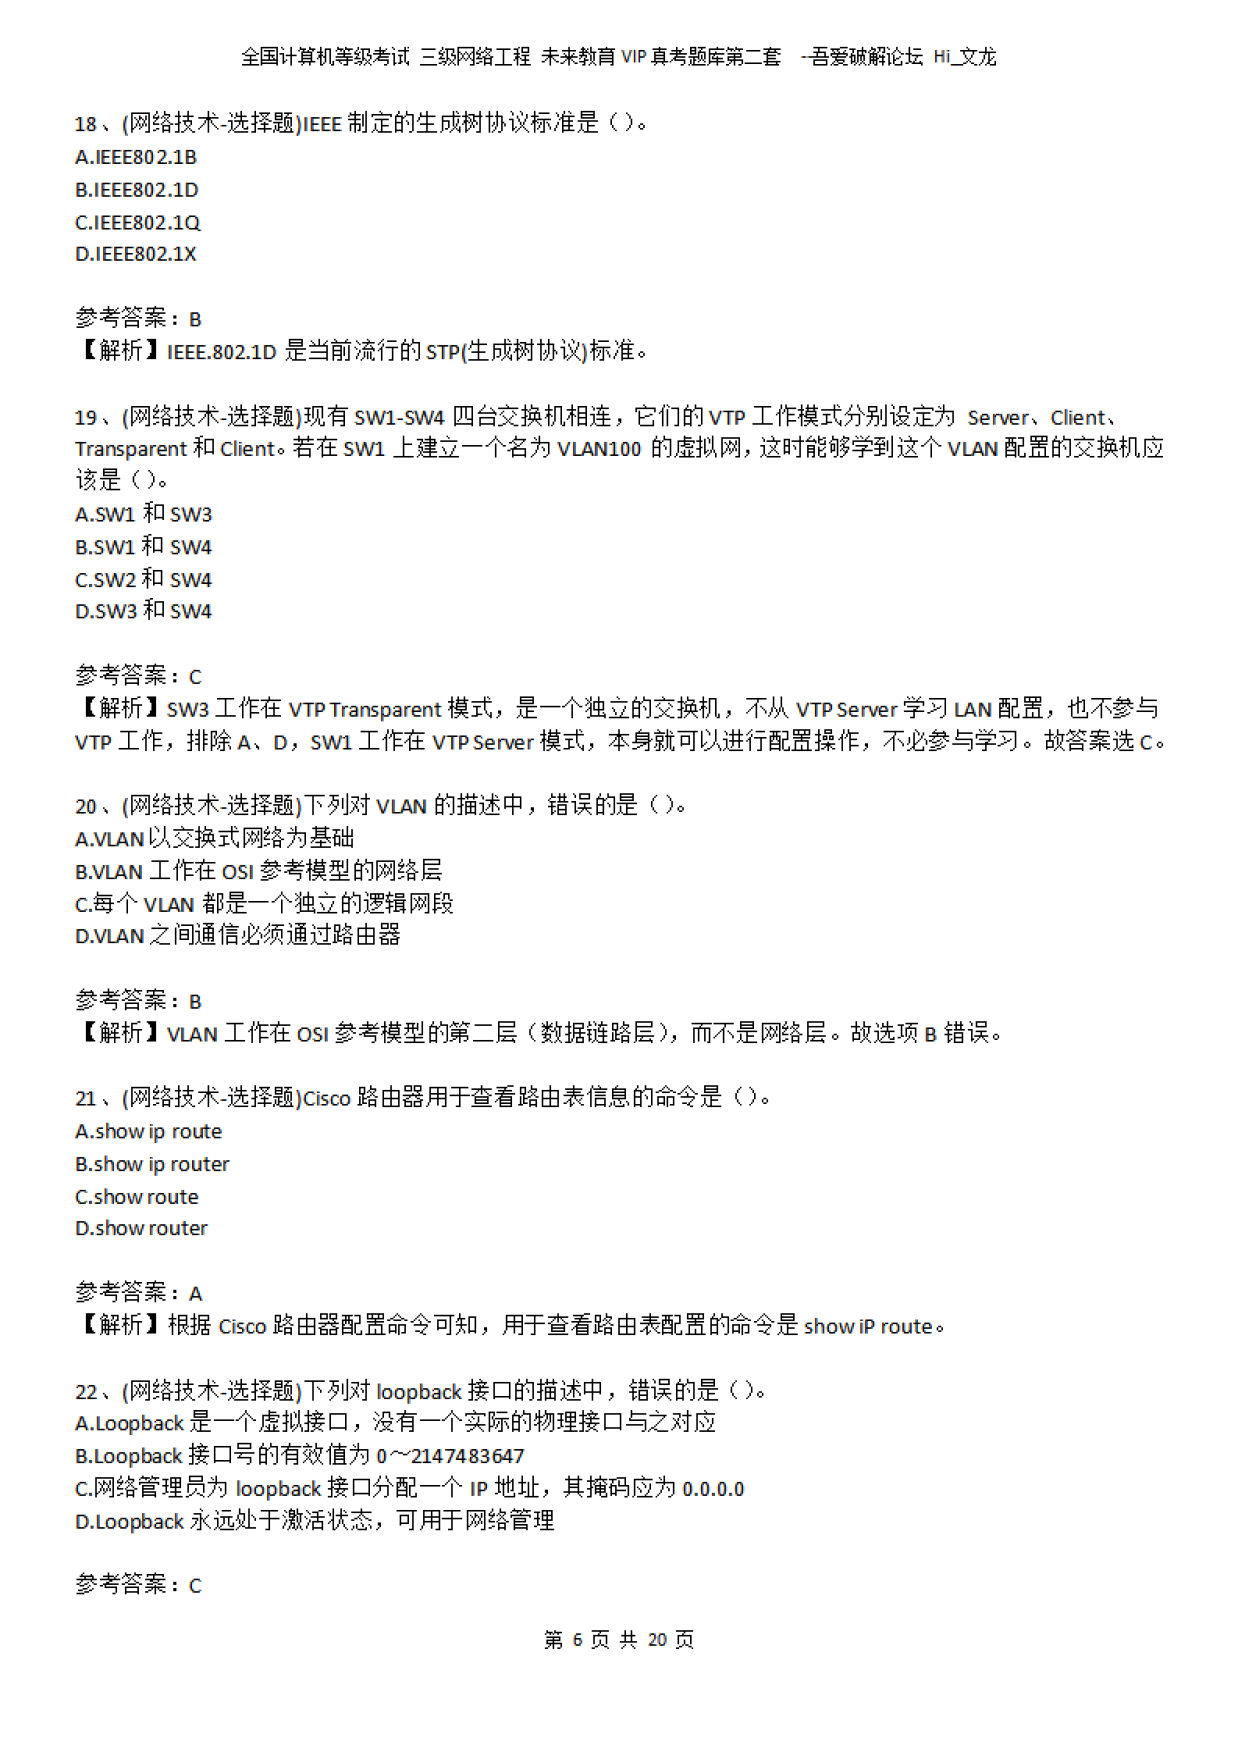 全国计算机等级考试 三级网络工程 未来教育 VIP 真考题库第二套 --吾爱破解论坛 Hi_文龙
18、(网络技术-选择题)IEEE 制定的生成树协议标准是（）。
A.IEEE802.1B
B.IEEE802.1D
C.IEEE802.1Q
D.IEEE802.1X
参考答案：B
【解析】IEEE.802.1D 是当前流行的 STP(生成树协议)标准。
19、(网络技术-选择题)现有 SW1-SW4 四台交换机相连，它们的 VTP 工作模式分别设定为 Server、Client、
Transparent 和 Client。若在 SW1 上建立一个名为 VLAN100 的虚拟网，这时能够学到这个 VLAN 配置的交换机应
该是（）。
A.SW1 和 SW3
B.SW1 和 SW4
C.SW2 和 SW4
D.SW3 和 SW4
参考答案：C
【解析】SW3 工作在 VTP Transparent 模式，是一个独立的交换机，不从 VTP Server 学习 LAN 配置，也不参与
VTP 工作，排除 A、D，SW1 工作在 VTP Server 模式，本身就可以进行配置操作，不必参与学习。故答案选 C。
20、(网络技术-选择题)下列对 VLAN 的描述中，错误的是（）。
A.VLAN 以交换式网络为基础
B.VLAN 工作在 OSI 参考模型的网络层
C.每个 VLAN 都是一个独立的逻辑网段
D.VLAN 之间通信必须通过路由器
参考答案：B
【解析】VLAN 工作在 OSI 参考模型的第二层（数据链路层），而不是网络层。故选项 B 错误。
21、(网络技术-选择题)Cisco 路由器用于查看路由表信息的命令是（）。
A.show ip route
B.show ip router
C.show route
D.show router
参考答案：A
【解析】根据 Cisco 路由器配置命令可知，用于查看路由表配置的命令是 show iP route。
22、(网络技术-选择题)下列对 loopback 接口的描述中，错误的是（）。
A.Loopback 是一个虚拟接口，没有一个实际的物理接口与之对应
B.Loopback 接口号的有效值为 0～2147483647
C.网络管理员为 loopback 接口分配一个 IP 地址，其掩码应为 0.0.0.0
D.Loopback 永远处于激活状态，可用于网络管理
参考答案：C
第 6 页 共 20 页